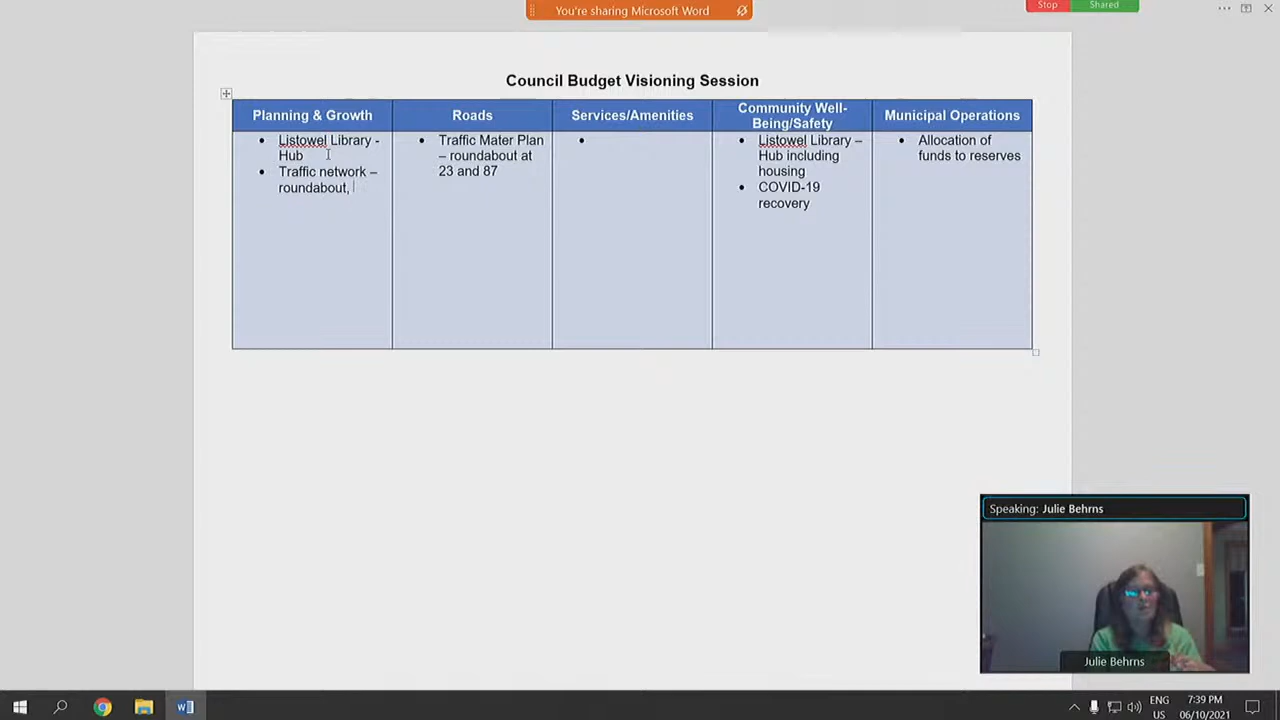 You're sharing Microsoft Word
Stop
Shared
Council Budget Visioning Session
Planning & Growth
Roads
Services/Amenities
Community Well-
Being/Safety
Municipal Operations
• Listowel Library -
Hub
• Traffic network –
roundabout,
• Traffic Mater Plan
– roundabout at
23 and 87
•
• Listowel Library –
Hub including
housing
• COVID-19
recovery
• Allocation of
funds to reserves
Speaking: Julie Behrns
Julie Behrns
ENG
US
7:39 PM
06/10/2021